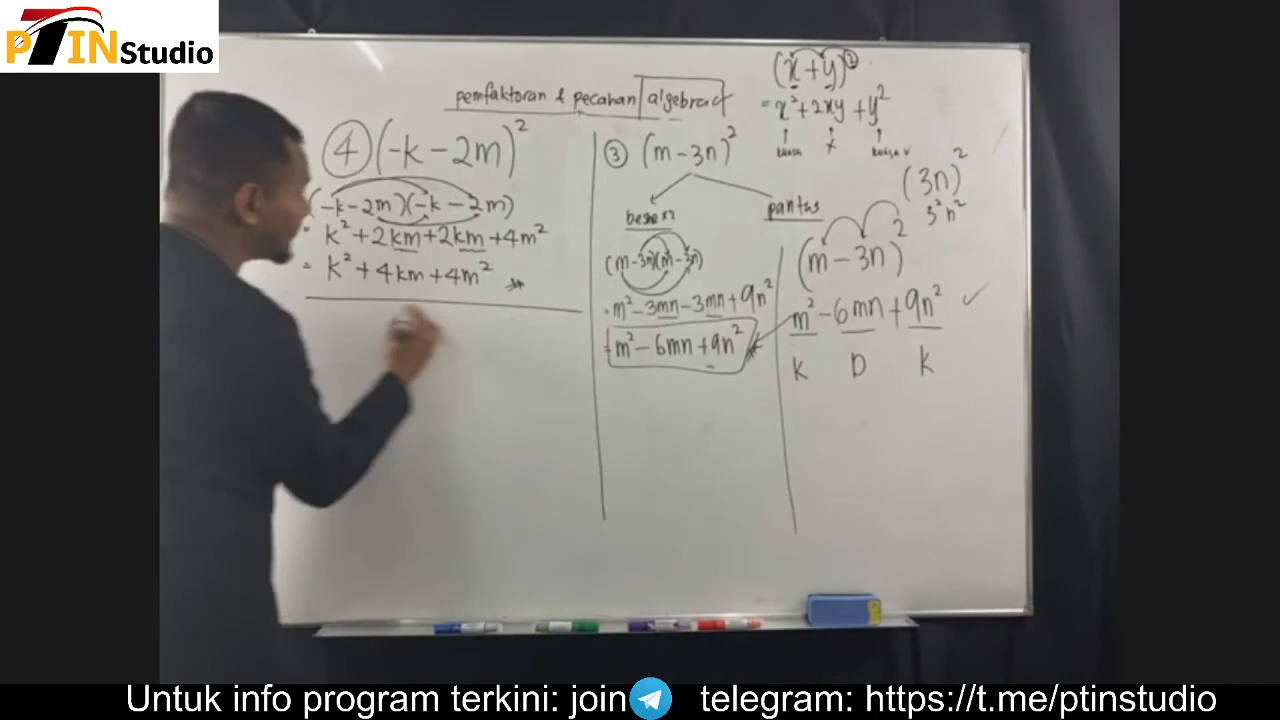 PTIN Studio
pemfaktoran & pecahan algebra
④ (-k - 2m)²
(-k - 2m)(-k - 2m)
= k² + 2km + 2km + 4m²
= k² + 4km + 4m²
③ (m - 3n)²
pantas
(m - 3n)(m - 3n)
= m² - 3mn - 3mn + 9n²
= m² - 6mn + 9n²
(x + y)²
= x² + 2xy + y²
(3n)²
3²n²
(m - 3n)²
m² - 6mn + 9n² ✓
K D K
Untuk info program terkini: join telegram: https://t.me/ptinstudio